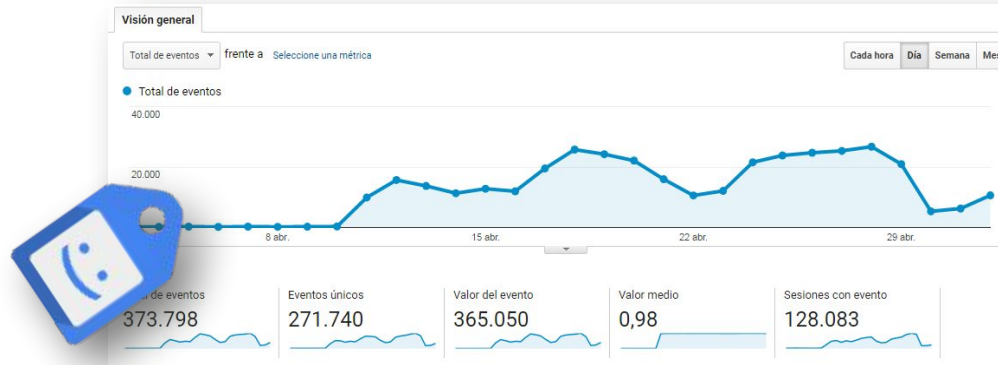 Visión general
Total de eventos frente a Seleccione una métrica
Cada hora Día Semana
Total de eventos
40.000
20.000
8 abr. 15 abr. 22 abr. 29 abr.
de eventos Eventos únicos Valor del evento Valor medio Sesiones con evento
373.798 271.740 365.050 0,98 128.083